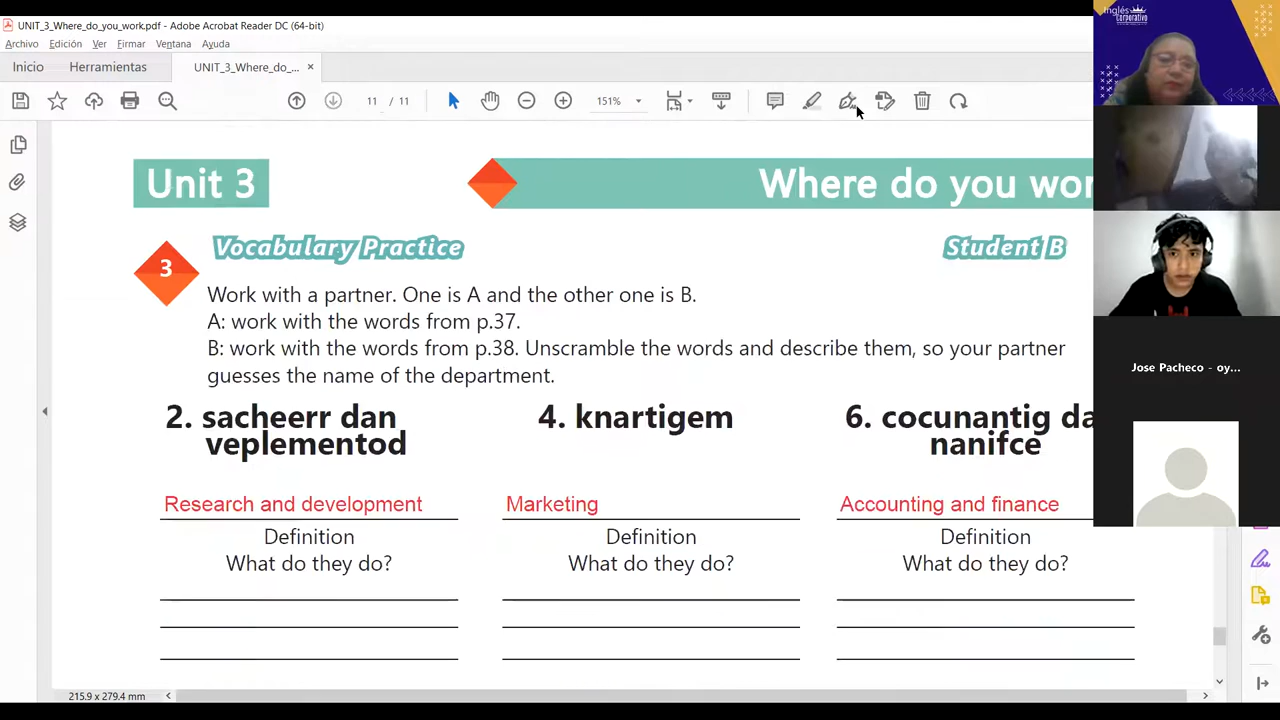 UNIT_3_Where_do_you_work.pdf - Adobe Acrobat Reader DC (64-bit)
Archivo Edición Ver Firmar Ventana Ayuda
Inicio Herramientas UNIT_3_Where_do_... ×
11 / 11 151%
Inglés
Corporativo
Unit 3
Where do you wor
3
Vocabulary Practice
Student B
Work with a partner. One is A and the other one is B.
A: work with the words from p.37.
B: work with the words from p.38. Unscramble the words and describe them, so your partner
guesses the name of the department.
Jose Pacheco - oy...
2. sacheerr dan
veplementod
4. knartigem
6. cocunantig da
nanifce
Research and development
Marketing
Accounting and finance
Definition
What do they do?
Definition
What do they do?
Definition
What do they do?
215.9 x 279.4 mm